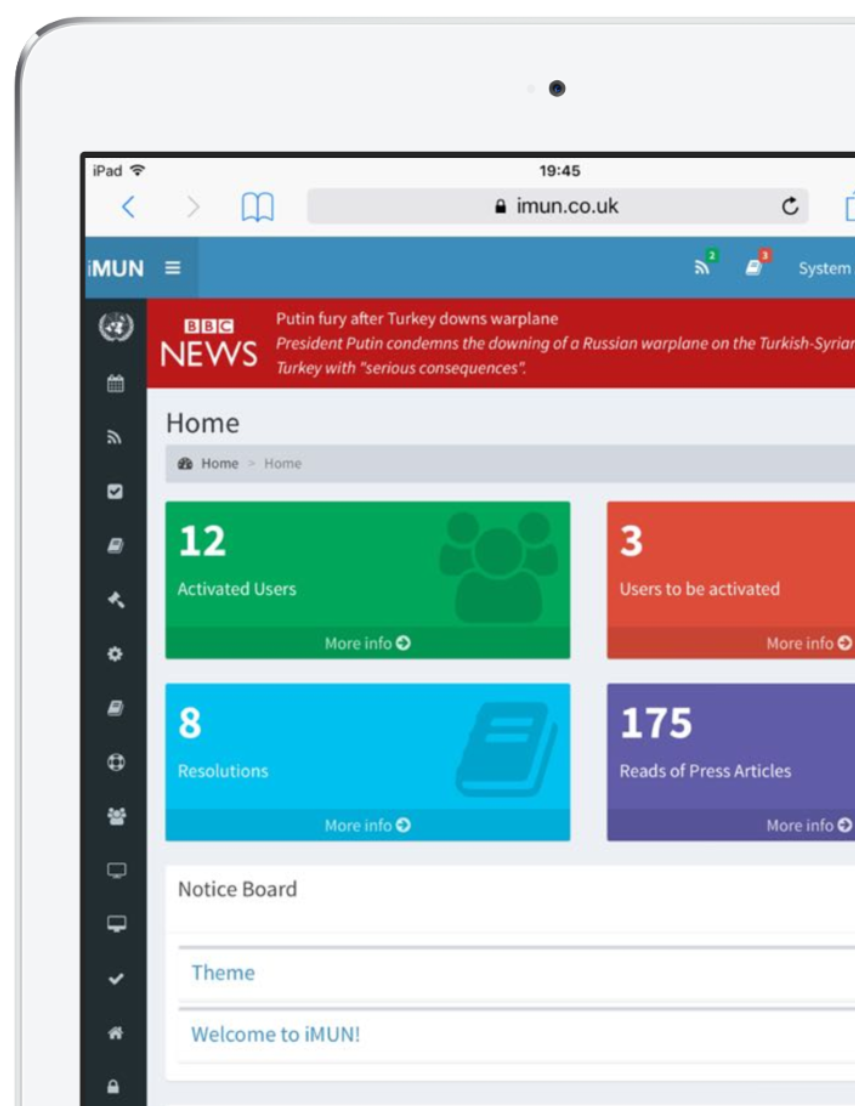 iPad
19:45
imun.co.uk
iMUN
2
3
System
BBC
NEWS
Putin fury after Turkey downs warplane
President Putin condemns the downing of a Russian warplane on the Turkish-Syrian
Turkey with "serious consequences".
Home
Home > Home
12
Activated Users
More info
3
Users to be activated
More info
8
Resolutions
More info
175
Reads of Press Articles
More info
Notice Board
Theme
Welcome to iMUN!